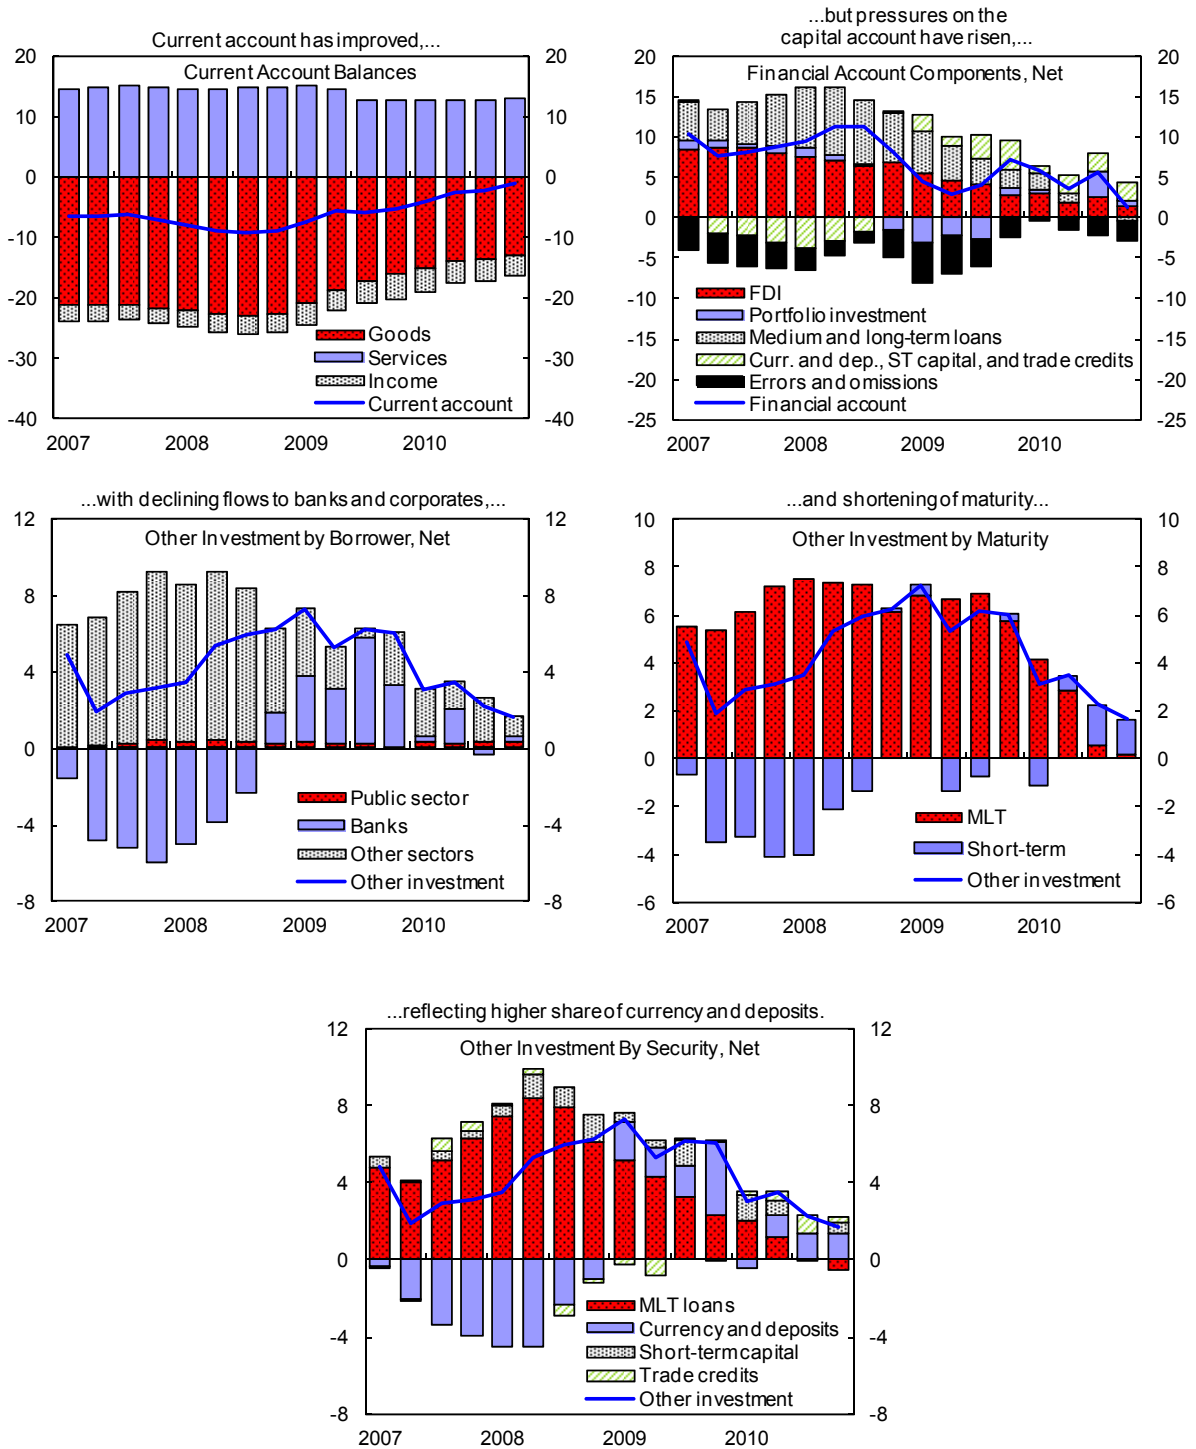 Current account has improved,...
Current Account Balances
20
10
0
-10
-20
-30
-40
20
10
0
-10
-20
-30
-40
Goods
Services
Income
Current account
2007 2008 2009 2010
...but pressures on the
capital account have risen,...
Financial Account Components, Net
20
15
10
5
0
-5
-10
-15
-20
-25
20
15
10
5
0
-5
-10
-15
-20
-25
FDI
Portfolio investment
Medium and long-term loans
Curr. and dep., ST capital, and trade credits
Errors and omissions
Financial account
2007 2008 2009 2010
...with declining flows to banks and corporates,...
Other Investment by Borrower, Net
12
8
4
0
-4
-8
12
8
4
0
-4
-8
Public sector
Banks
Other sectors
Other investment
2007 2008 2009 2010
...and shortening of maturity...
Other Investment by Maturity
10
8
6
4
2
0
-2
-4
-6
10
8
6
4
2
0
-2
-4
-6
MLT
Short-term
Other investment
2007 2008 2009 2010
...reflecting higher share of currency and deposits.
Other Investment By Security, Net
12
8
4
0
-4
-8
12
8
4
0
-4
-8
MLT loans
Currency and deposits
Short-term capital
Trade credits
Other investment
2007 2008 2009 2010